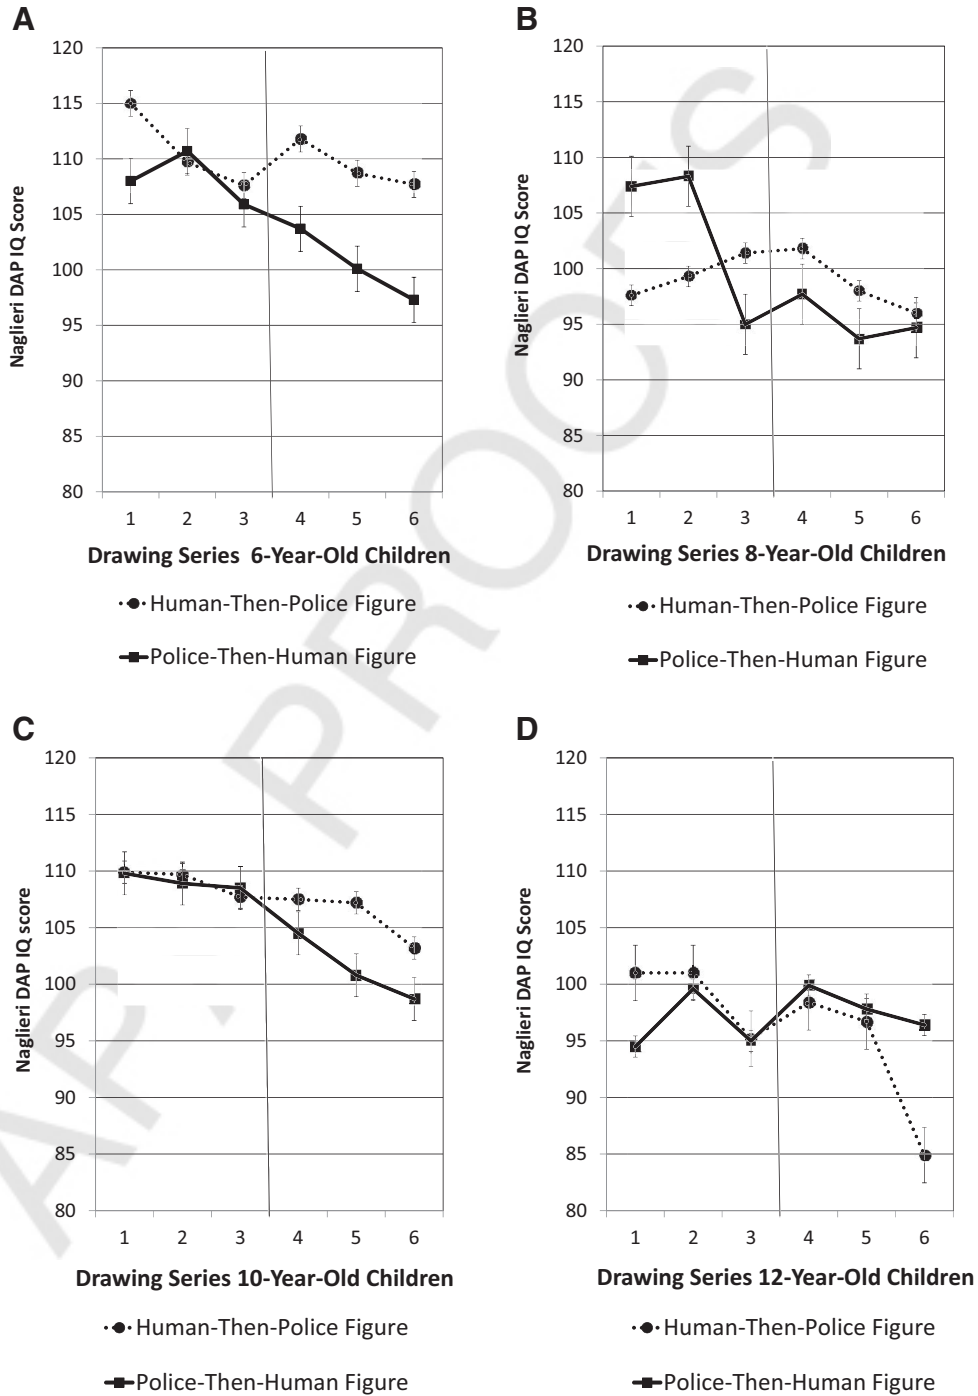 A
120
115
110
105
100
95
90
85
80
Naglieri DAP IQ Score
1 2 3 4 5 6
Drawing Series 6-Year-Old Children
Human-Then-Police Figure
Police-Then-Human Figure
B
120
115
110
105
100
95
90
85
80
Naglieri DAP IQ Score
1 2 3 4 5 6
Drawing Series 8-Year-Old Children
Human-Then-Police Figure
Police-Then-Human Figure
C
120
115
110
105
100
95
90
85
80
Naglieri DAP IQ score
1 2 3 4 5 6
Drawing Series 10-Year-Old Children
Human-Then-Police Figure
Police-Then-Human Figure
D
120
115
110
105
100
95
90
85
80
Naglieri DAP IQ Score
1 2 3 4 5 6
Drawing Series 12-Year-Old Children
Human-Then-Police Figure
Police-Then-Human Figure